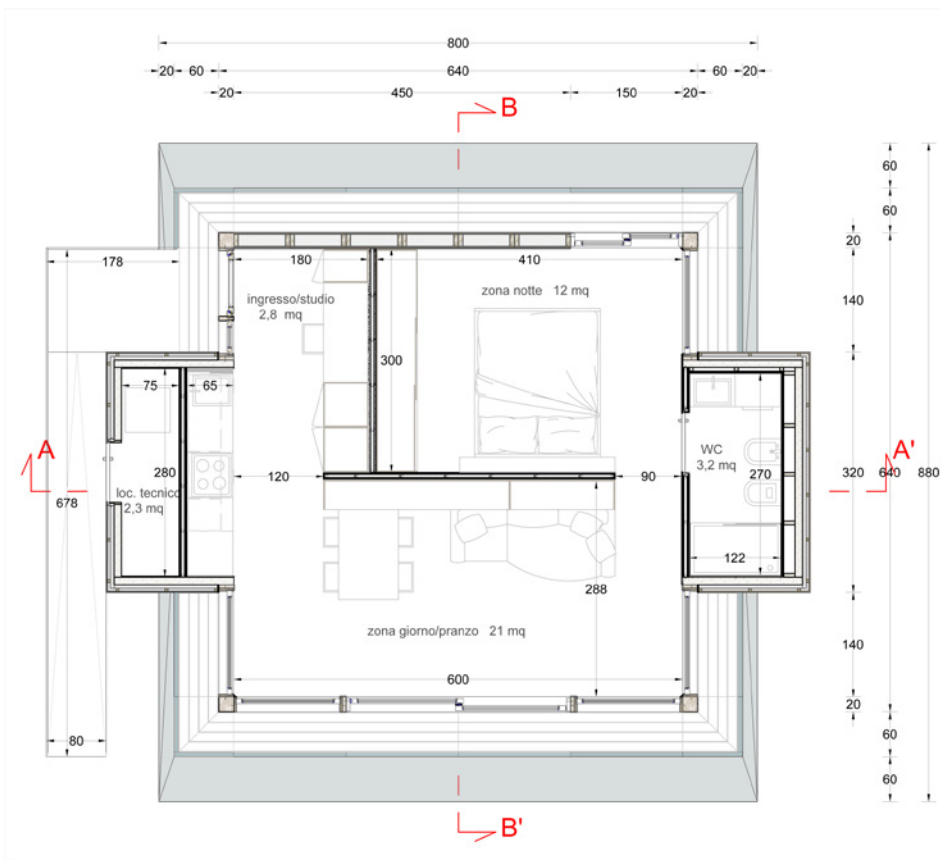 800
20 60 640 60 20
20 450 150 20
B
60
60
20
178 180 410
ingresso/studio zona notte 12 mq
2,8 mq
140
300
75 65
A WC A'
3,2 mq
280 120 90 270 320 640 880
loc. tecnico
2,3 mq
678
122
288
zona giorno/pranzo 21 mq
140
600
20
80
60
60
B'